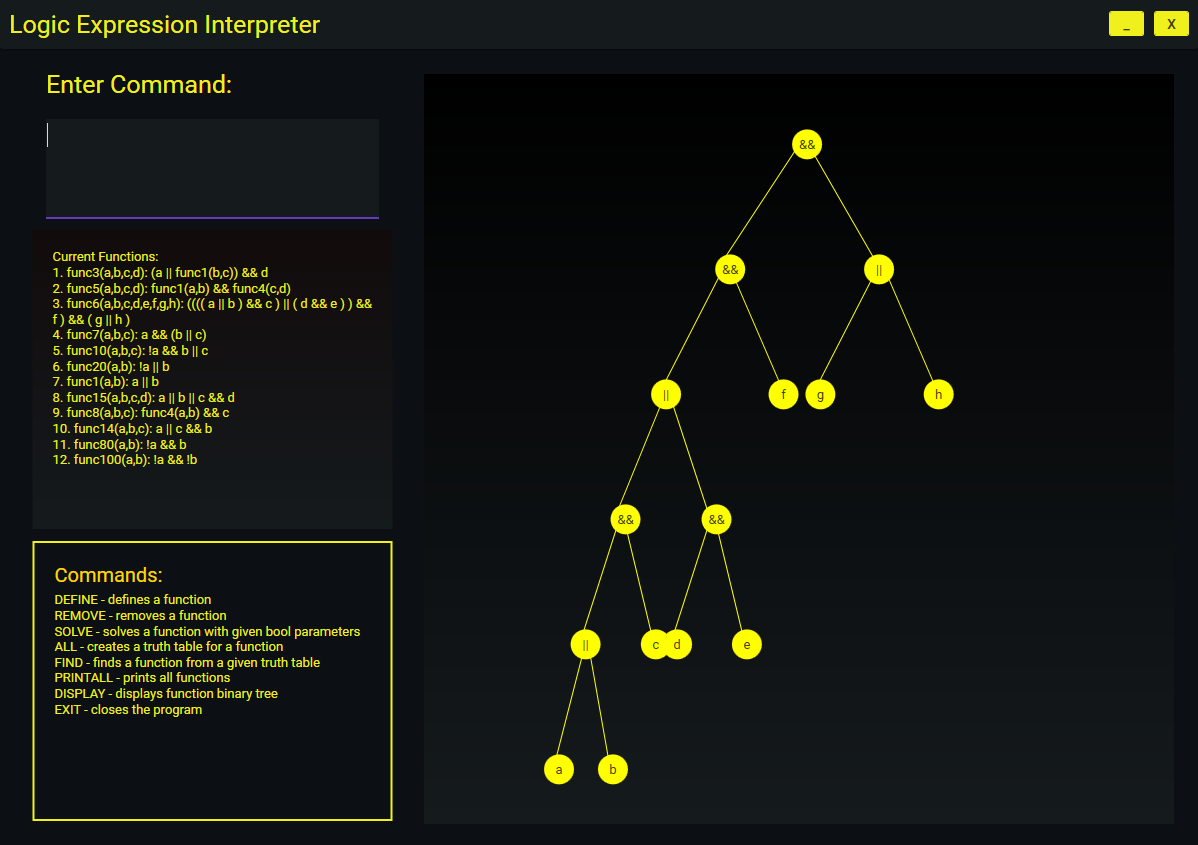 Logic Expression Interpreter
_
X
Enter Command:
Current Functions:
1. func3(a,b,c,d): (a || func1(b,c)) && d
2. func5(a,b,c,d): func1(a,b) && func4(c,d)
3. func6(a,b,c,d,e,f,g,h): (((( a || b ) && c ) || ( d && e ) ) &&
f ) && ( g || h )
4. func7(a,b,c): a && (b || c)
5. func10(a,b,c): !a && b || c
6. func20(a,b): !a || b
7. func1(a,b): a || b
8. func15(a,b,c,d): a || b || c && d
9. func8(a,b,c): func4(a,b) && c
10. func14(a,b,c): a || c && b
11. func80(a,b): !a && b
12. func100(a,b): !a && !b
Commands:
DEFINE - defines a function
REMOVE - removes a function
SOLVE - solves a function with given bool parameters
ALL - creates a truth table for a function
FIND - finds a function from a given truth table
PRINTALL - prints all functions
DISPLAY - displays function binary tree
EXIT - closes the program
&&
&& ||
|| f g h
&& &&
|| c d e
a b